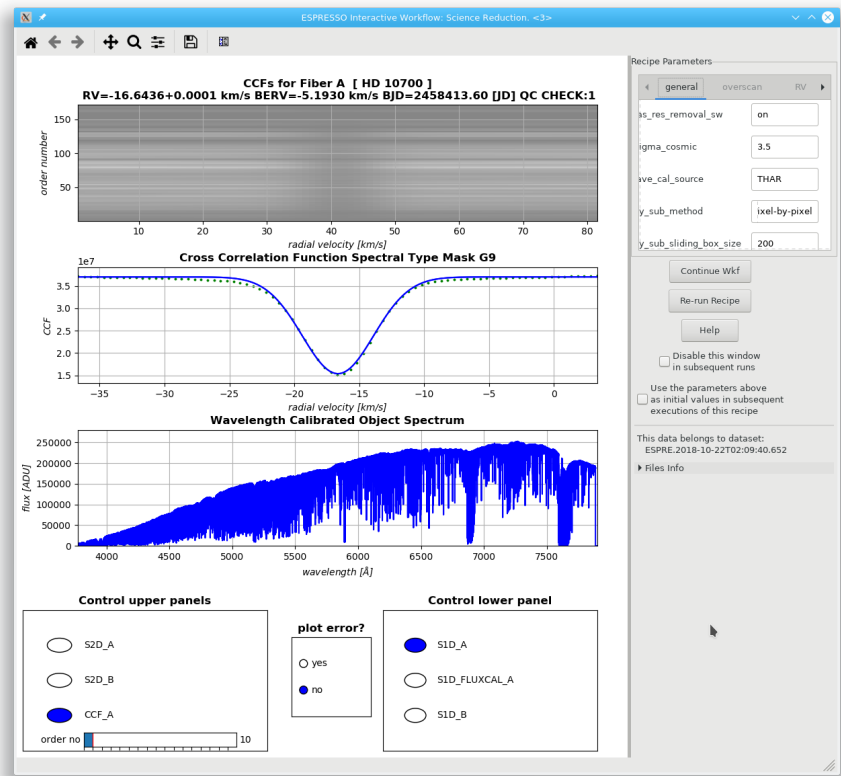 ESPRESSO Interactive Workflow: Science Reduction. <3>
CCFs for Fiber A [ HD 10700 ]
RV=-16.6436+0.0001 km/s BERV=-5.1930 km/s BJD=2458413.60 [JD] QC CHECK:1
order number
150
100
50
10 20 30 40 50 60 70 80
radial velocity [km/s]
Cross Correlation Function Spectral Type Mask G9
1e7
CCF
3.5
3.0
2.5
2.0
1.5
−35 −30 −25 −20 −15 −10 −5 0
radial velocity [km/s]
Wavelength Calibrated Object Spectrum
flux [ADU]
250000
200000
150000
100000
50000
0
4000 4500 5000 5500 6000 6500 7000 7500
wavelength [Å]
Control upper panels
S2D_A
S2D_B
CCF_A
order no 10
plot error?
yes
no
Control lower panel
S1D_A
S1D_FLUXCAL_A
S1D_B
Recipe Parameters
general overscan RV
as_res_removal_sw on
igma_cosmic 3.5
ave_cal_source THAR
y_sub_method ixel-by-pixel
y_sub_sliding_box_size 200
Continue Wkf
Re-run Recipe
Help
Disable this window
in subsequent runs
Use the parameters above
as initial values in subsequent
executions of this recipe
This data belongs to dataset:
ESPRE.2018-10-22T02:09:40.652
Files Info